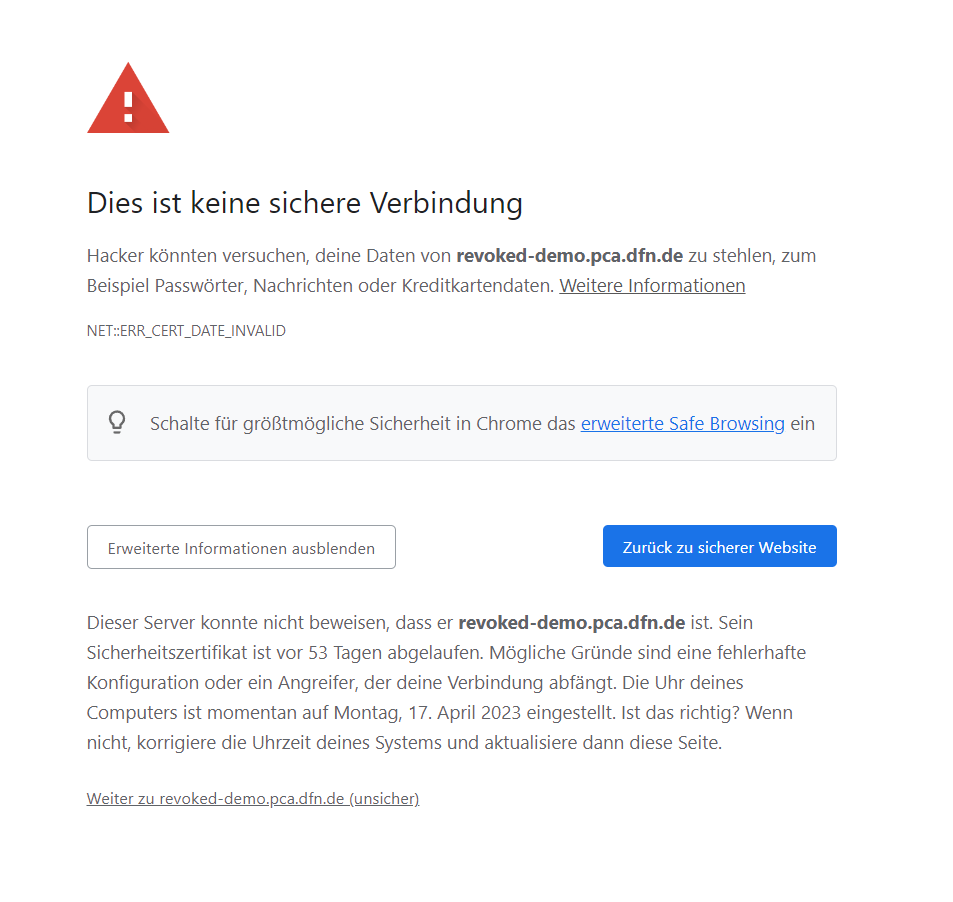 Dies ist keine sichere Verbindung
Hacker könnten versuchen, deine Daten von revoked-demo.pca.dfn.de zu stehlen, zum
Beispiel Passwörter, Nachrichten oder Kreditkartendaten. Weitere Informationen
NET::ERR_CERT_DATE_INVALID
Schalte für größtmögliche Sicherheit in Chrome das erweiterte Safe Browsing ein
Erweiterte Informationen ausblenden
Zurück zu sicherer Website
Dieser Server konnte nicht beweisen, dass er revoked-demo.pca.dfn.de ist. Sein
Sicherheitszertifikat ist vor 53 Tagen abgelaufen. Mögliche Gründe sind eine fehlerhafte
Konfiguration oder ein Angreifer, der deine Verbindung abfängt. Die Uhr deines
Computers ist momentan auf Montag, 17. April 2023 eingestellt. Ist das richtig? Wenn
nicht, korrigiere die Uhrzeit deines Systems und aktualisiere dann diese Seite.
Weiter zu revoked-demo.pca.dfn.de (unsicher)